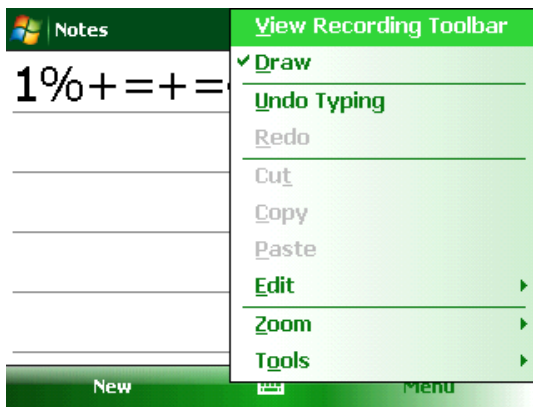 Notes
1%+=+=
View Recording Toolbar
Draw
Undo Typing
Redo
Cut
Copy
Paste
Edit
Zoom
Tools
New
Menu